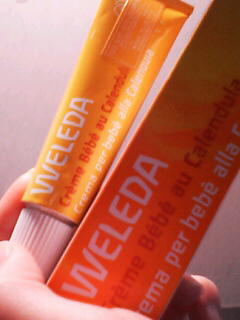 WELEDA
Crème Bébé au Calendula
Crema per bebè alla Calendula
WELEDA
Crème Bébé au Calendula
Crema per bebè alla Ca